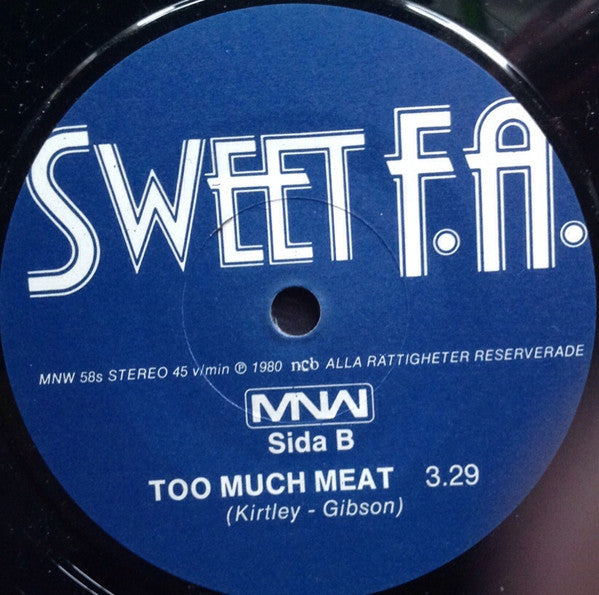 SWEET F.A.
MNW 58s STEREO 45 v/min ℗ 1980 ncb ALLA RÄTTIGHETER RESERVERADE
MNW
Sida B
TOO MUCH MEAT 3.29
(Kirtley - Gibson)